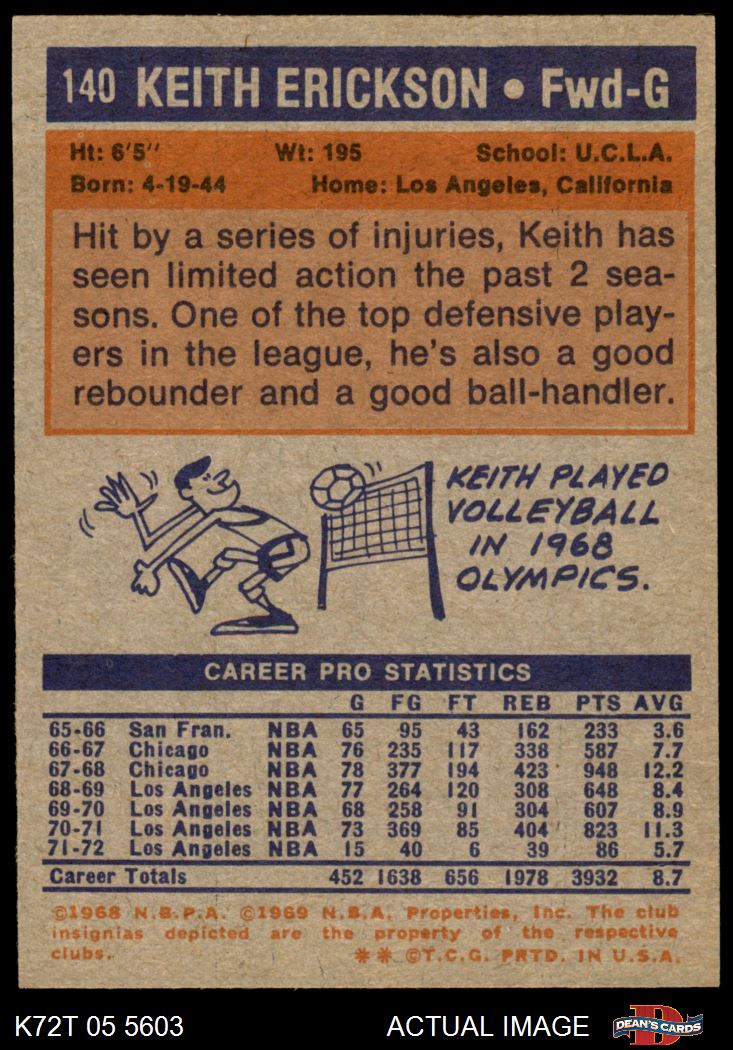 140 KEITH ERICKSON • Fwd-G
Ht: 6'5" Wt: 195 School: U.C.L.A.
Born: 4-19-44 Home: Los Angeles, California
Hit by a series of injuries, Keith has
seen limited action the past 2 sea-
sons. One of the top defensive play-
ers in the league, he's also a good
rebounder and a good ball-handler.
KEITH PLAYED
VOLLEYBALL
IN 1968
OLYMPICS.
CAREER PRO STATISTICS
G FG FT REB PTS AVG
65-66 San Fran. NBA 65 95 43 162 233 3.6
66-67 Chicago NBA 76 235 117 338 587 7.7
67-68 Chicago NBA 78 377 194 423 948 12.2
68-69 Los Angeles NBA 77 264 120 308 648 8.4
69-70 Los Angeles NBA 68 258 91 304 607 8.9
70-71 Los Angeles NBA 73 369 85 404 823 11.3
71-72 Los Angeles NBA 15 40 6 39 86 5.7
Career Totals 452 1638 656 1978 3932 8.7
©1968 N.B.P.A. ©1969 N.B.A. Properties, Inc. The club
insignias depicted are the property of the respective
clubs. ** ©T.C.G. PRTD. IN U.S.A.
K72T 05 5603 ACTUAL IMAGE D DEAN'S CARDS